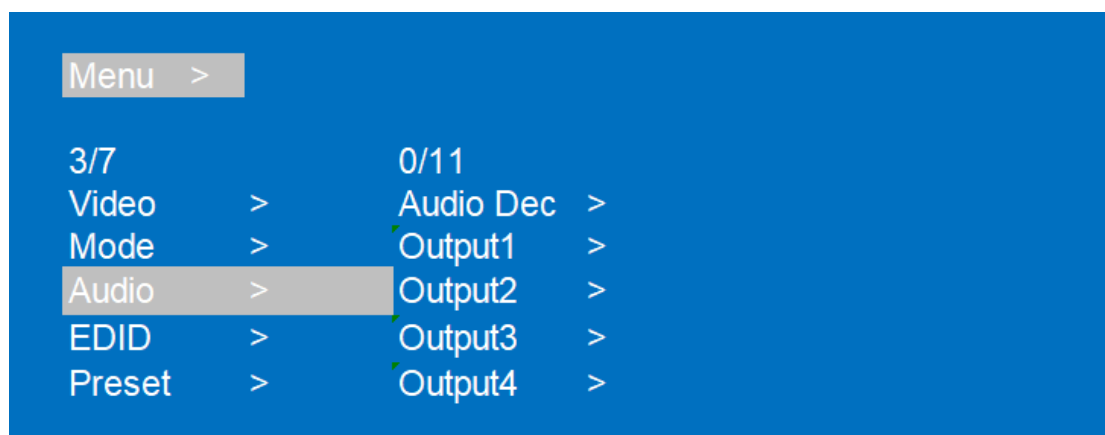 Menu >
3/7 0/11
Video > Audio Dec >
Mode > Output1 >
Audio > Output2 >
EDID > Output3 >
Preset > Output4 >